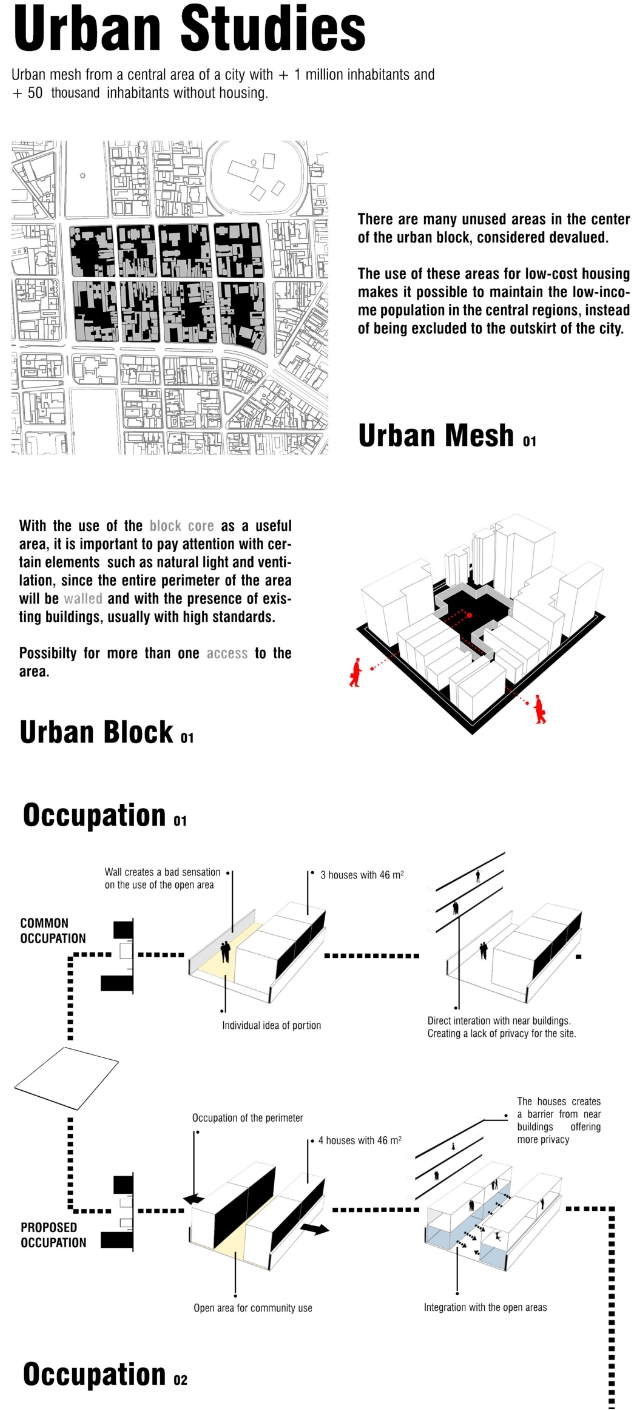 Urban Studies
Urban mesh from a central area of a city with + 1 million inhabitants and
+ 50 thousand inhabitants without housing.
There are many unused areas in the center
of the urban block, considered devalued.
The use of these areas for low-cost housing
makes it possible to maintain the low-inco-
me population in the central regions, instead
of being excluded to the outskirt of the city.
Urban Mesh 01
With the use of the block core as a useful
area, it is important to pay attention with cer-
tain elements such as natural light and venti-
lation, since the entire perimeter of the area
will be walled and with the presence of exis-
ting buildings, usually with high standards.
Possibilty for more than one access to the
area.
Urban Block 01
Occupation 01
Wall creates a bad sensation
on the use of the open area
3 houses with 46 m²
COMMON
OCCUPATION
Individual idea of portion
Direct interation with near buildings.
Creating a lack of privacy for the site.
The houses creates
a barrier from near
buildings offering
more privacy
Occupation of the perimeter
4 houses with 46 m²
PROPOSED
OCCUPATION
Open area for community use
Integration with the open areas
Occupation 02